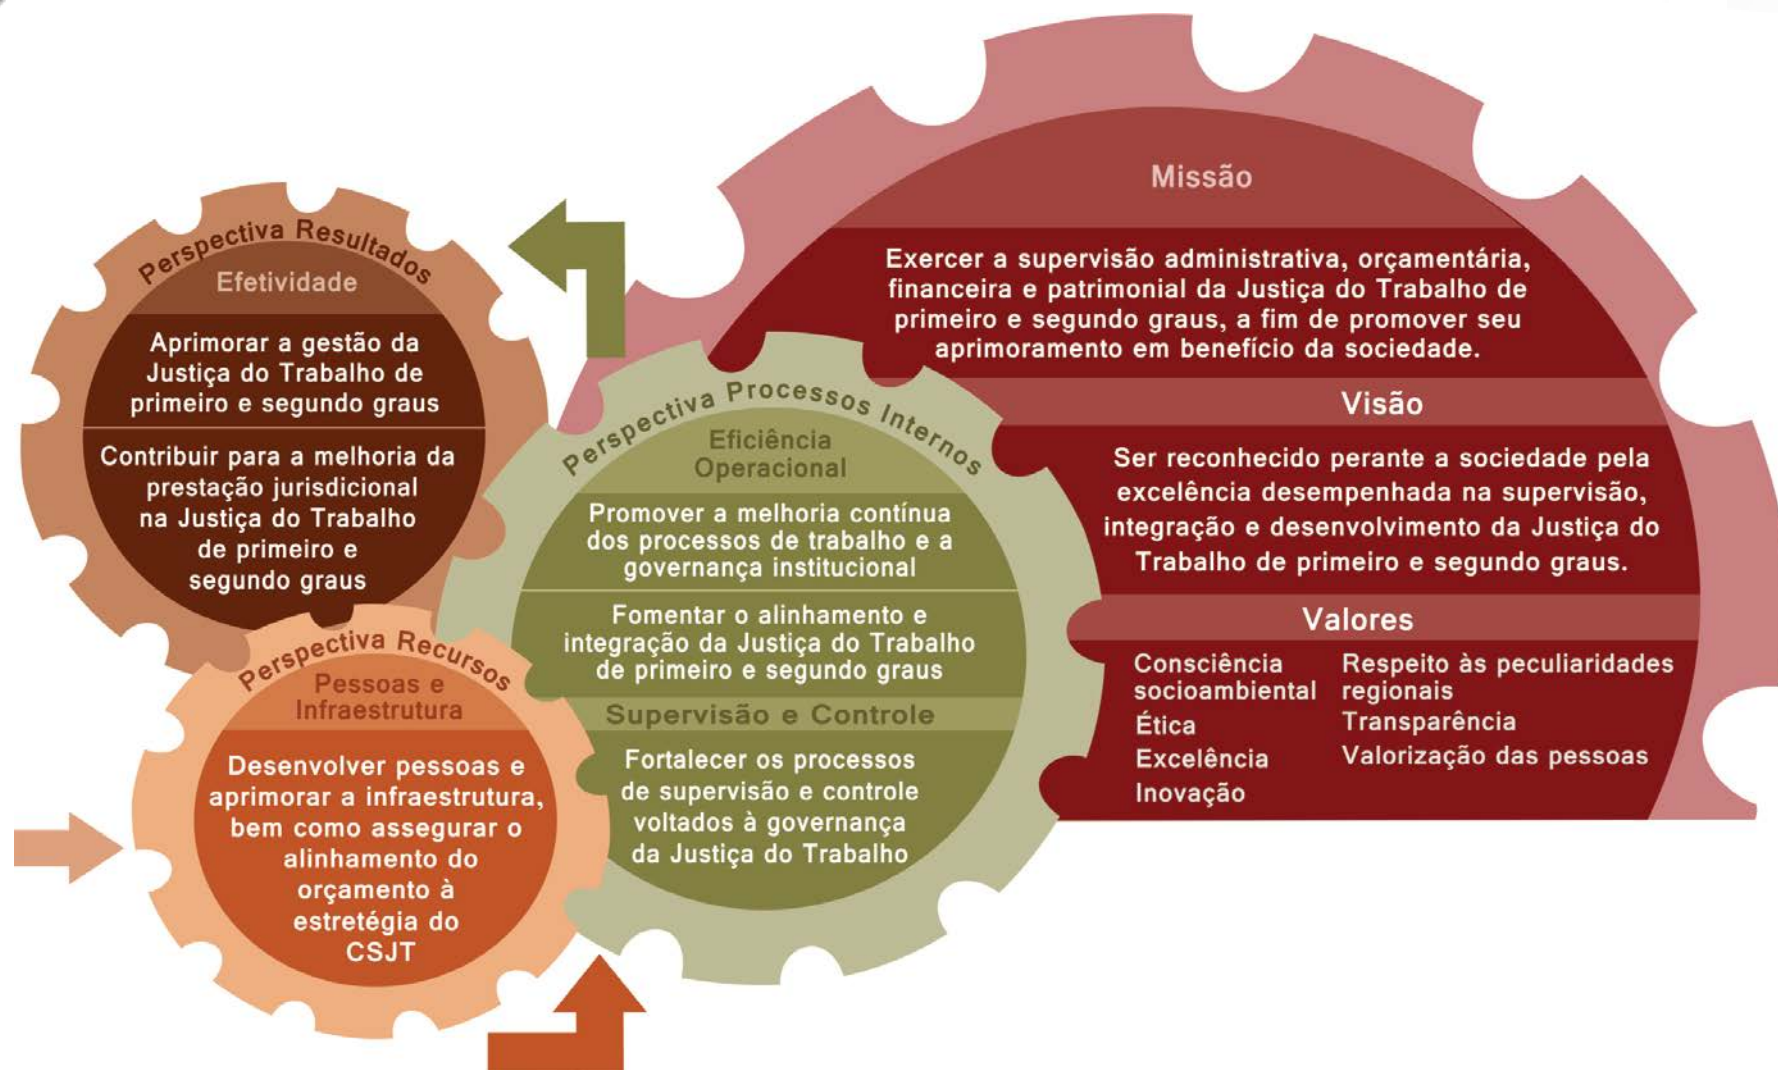 Perspectiva Resultados
Efetividade
Aprimorar a gestão da
Justiça do Trabalho de
primeiro e segundo graus
Contribuir para a melhoria da
prestação jurisdicional
na Justiça do Trabalho
de primeiro e
segundo graus
Perspectiva Recursos
Pessoas e
Infraestrutura
Desenvolver pessoas e
aprimorar a infraestrutura,
bem como assegurar o
alinhamento do
orçamento à
estretégia do
CSJT
Perspectiva Processos Internos
Eficiência
Operacional
Promover a melhoria contínua
dos processos de trabalho e a
governança institucional
Fomentar o alinhamento e
integração da Justiça do Trabalho
de primeiro e segundo graus
Supervisão e Controle
Fortalecer os processos
de supervisão e controle
voltados à governança
da Justiça do Trabalho
Missão
Exercer a supervisão administrativa, orçamentária,
financeira e patrimonial da Justiça do Trabalho de
primeiro e segundo graus, a fim de promover seu
aprimoramento em benefício da sociedade.
Visão
Ser reconhecido perante a sociedade pela
excelência desempenhada na supervisão,
integração e desenvolvimento da Justiça do
Trabalho de primeiro e segundo graus.
Valores
Consciência
socioambiental
Ética
Excelência
Inovação
Respeito às peculiaridades
regionais
Transparência
Valorização das pessoas